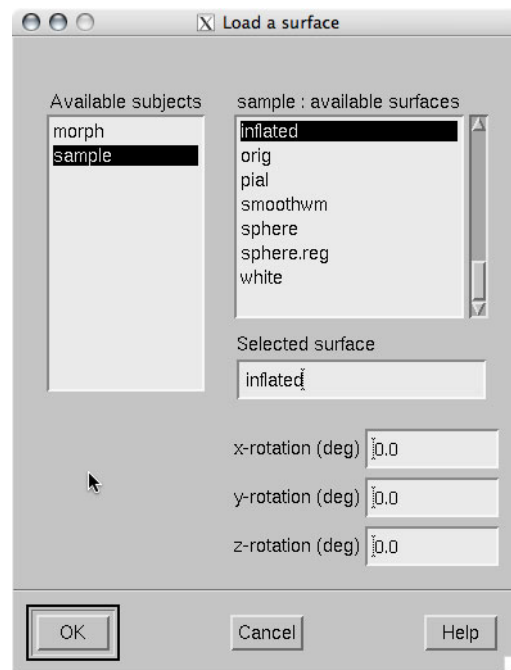 X Load a surface
Available subjects
morph
sample
sample : available surfaces
inflated
orig
pial
smoothwm
sphere
sphere.reg
white
Selected surface
inflated
x-rotation (deg) 0.0
y-rotation (deg) 0.0
z-rotation (deg) 0.0
OK Cancel Help